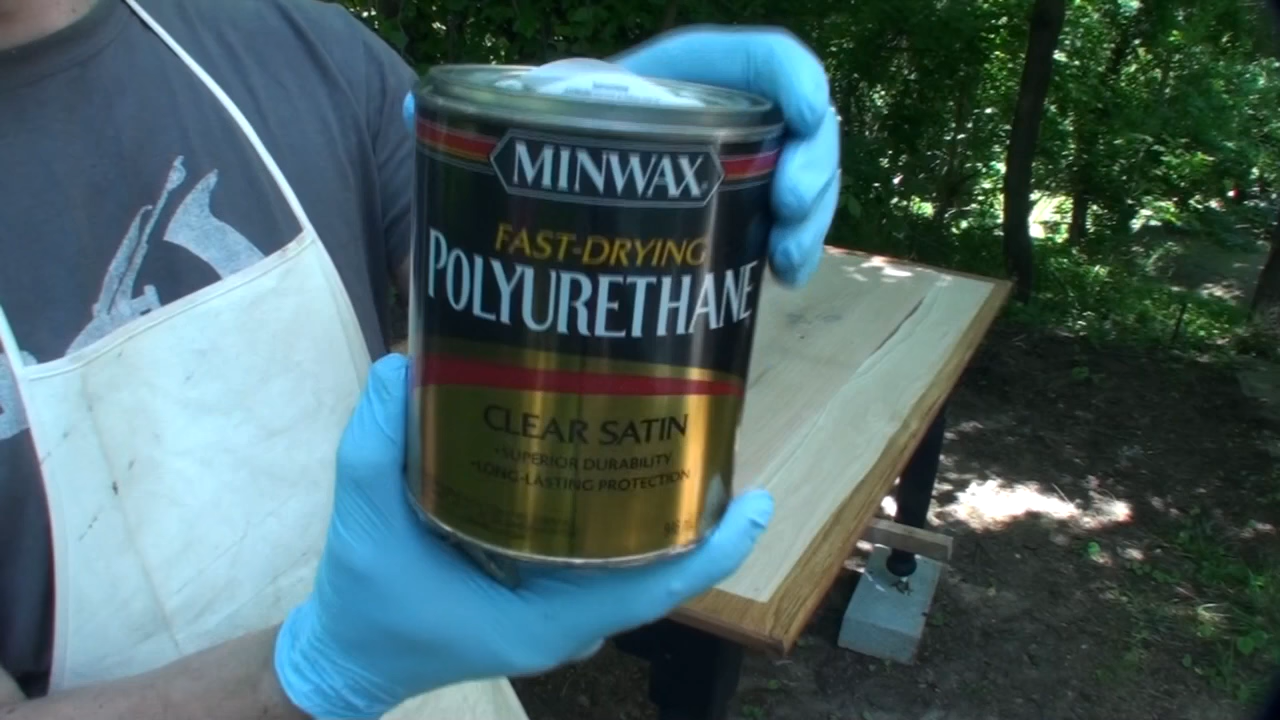 MINWAX
FAST-DRYING
POLYURETHANE
CLEAR SATIN
•SUPERIOR DURABILITY
•LONG-LASTING PROTECTION